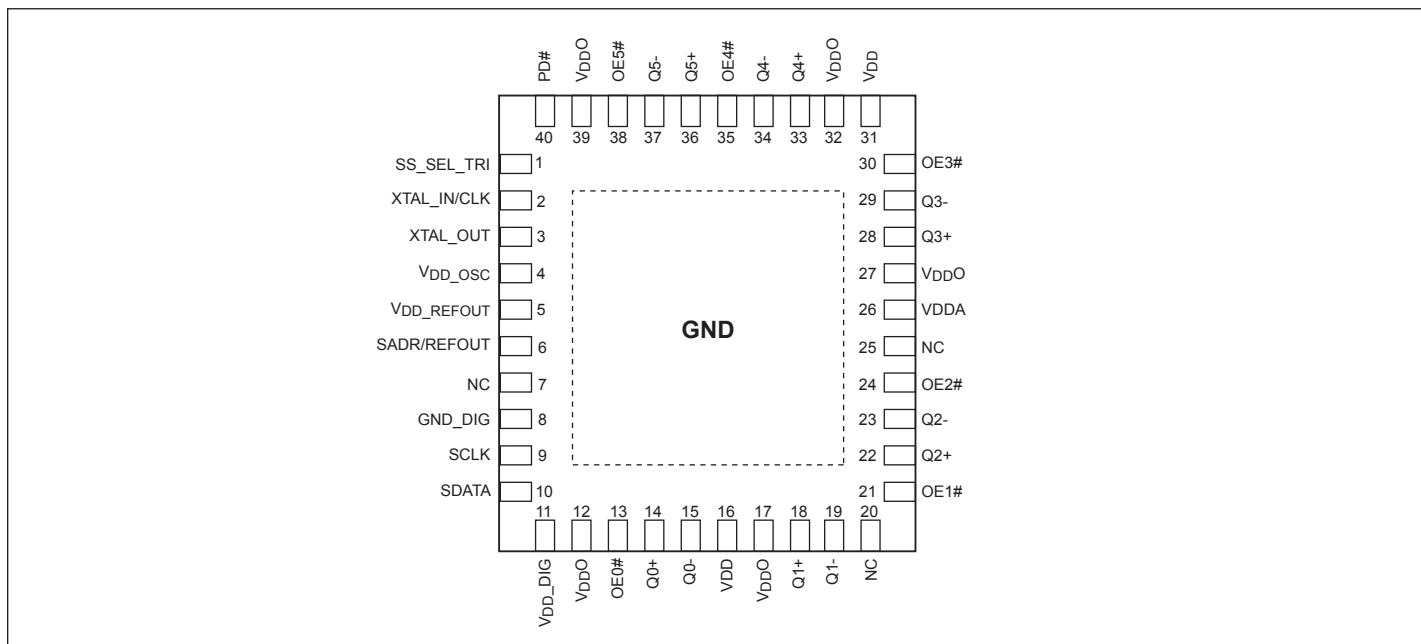 PD#
VDDO
OE5#
Q5-
Q5+
OE4#
Q4-
Q4+
VDDO
VDD
40 39 38 37 36 35 34 33 32 31
SS_SEL_TRI 1
XTAL_IN/CLK 2
XTAL_OUT 3
VDD_OSC 4
VDD_REFOUT 5
SADR/REFOUT 6
NC 7
GND_DIG 8
SCLK 9
SDATA 10
GND
30 OE3#
29 Q3-
28 Q3+
27 VDDO
26 VDDA
25 NC
24 OE2#
23 Q2-
22 Q2+
21 OE1#
11 12 13 14 15 16 17 18 19 20
VDD_DIG
VDDO
OE0#
Q0+
Q0-
VDD
VDDO
Q1+
Q1-
NC